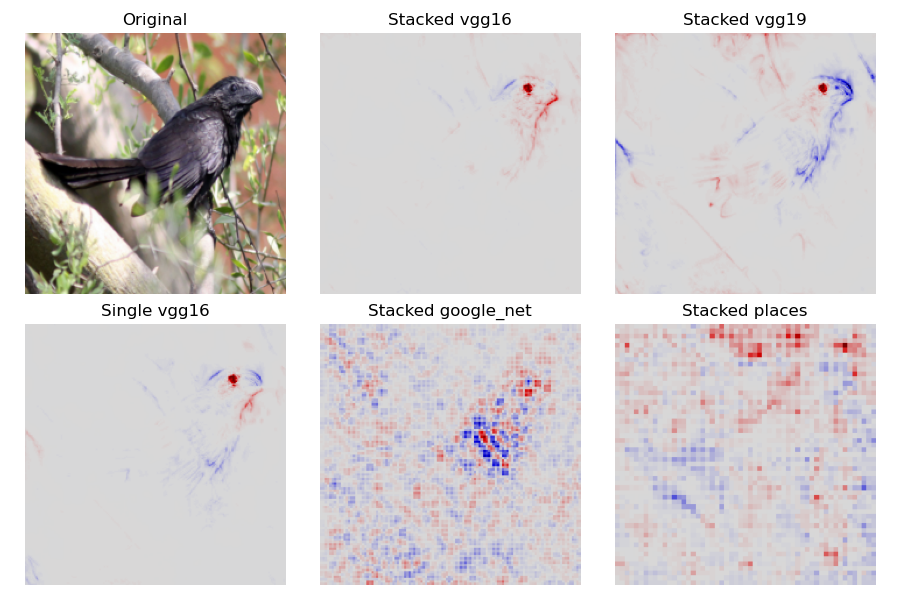 Original
Stacked vgg16
Stacked vgg19
Single vgg16
Stacked google_net
Stacked places